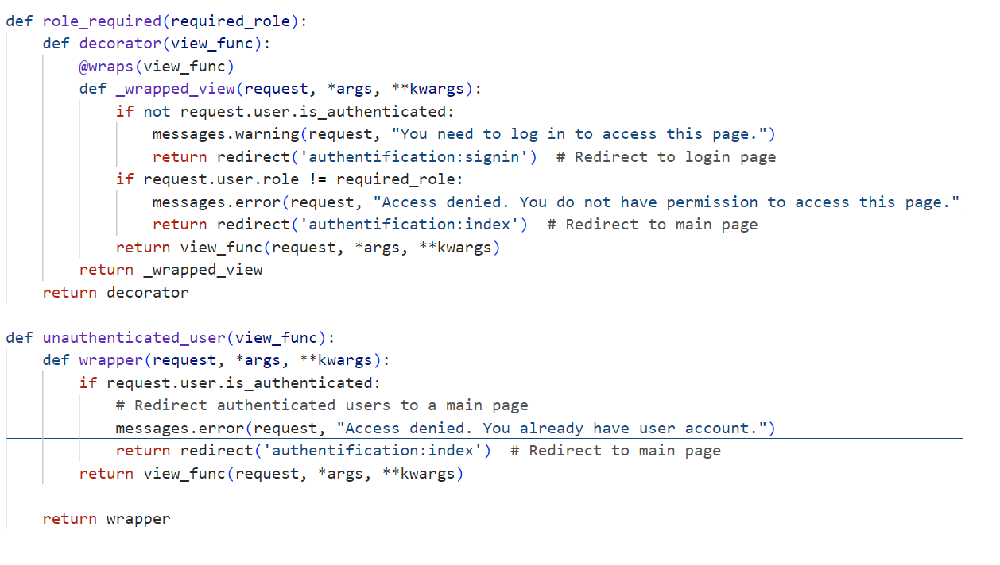 def role_required(required_role):
    def decorator(view_func):
        @wraps(view_func)
        def _wrapped_view(request, *args, **kwargs):
            if not request.user.is_authenticated:
                messages.warning(request, "You need to log in to access this page.")
                return redirect('authentification:signin')  # Redirect to login page
            if request.user.role != required_role:
                messages.error(request, "Access denied. You do not have permission to access this page.")
                return redirect('authentification:index')  # Redirect to main page
            return view_func(request, *args, **kwargs)
        return _wrapped_view
    return decorator

def unauthenticated_user(view_func):
    def wrapper(request, *args, **kwargs):
        if request.user.is_authenticated:
            # Redirect authenticated users to a main page
            messages.error(request, "Access denied. You already have user account.")
            return redirect('authentification:index')  # Redirect to main page
        return view_func(request, *args, **kwargs)

    return wrapper